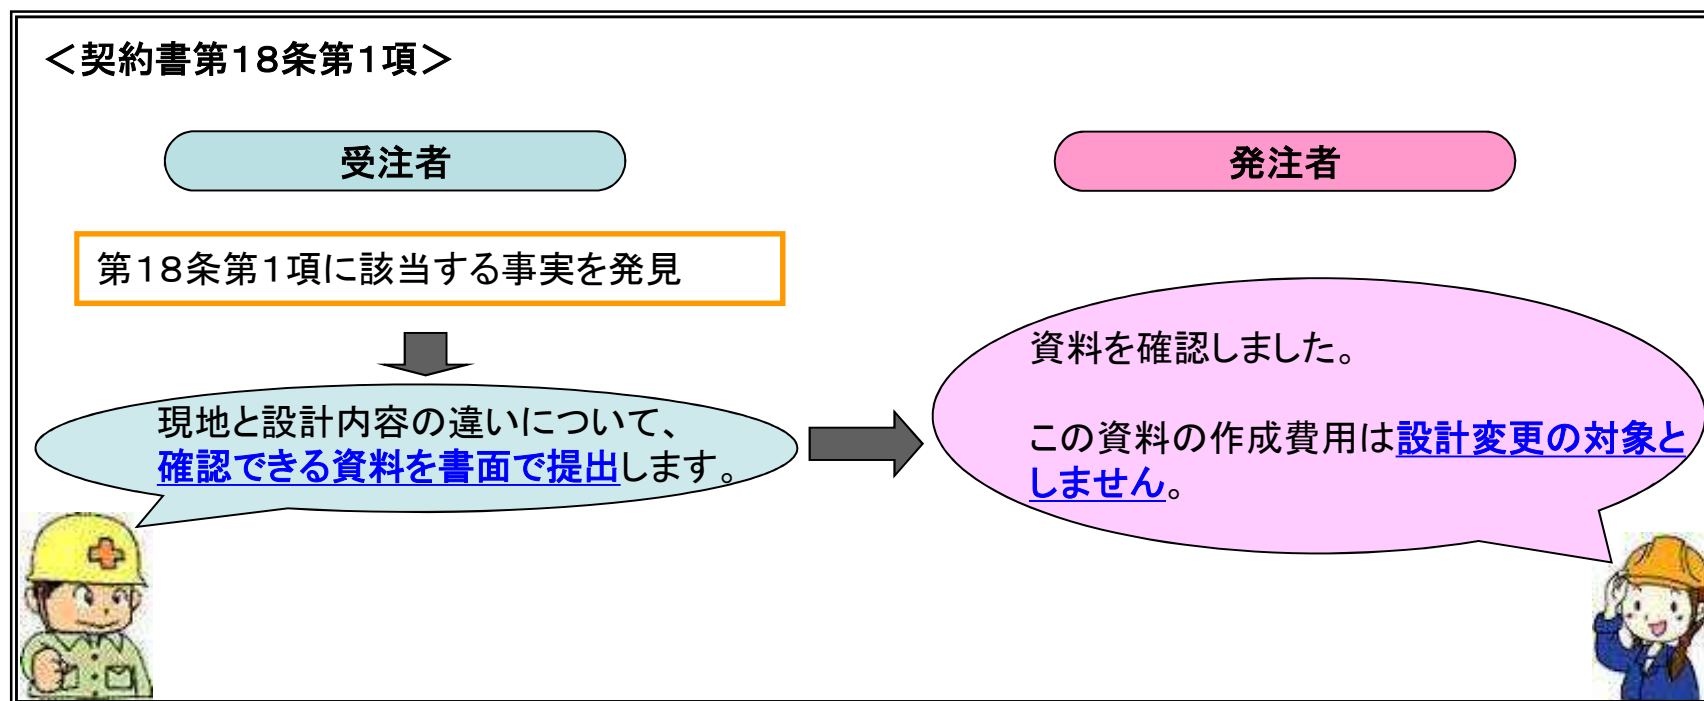 ＜契約書第１８条第１項＞
受注者
発注者
第１８条第１項に該当する事実を発見
現地と設計内容の違いについて、
確認できる資料を書面で提出します。
資料を確認しました。
この資料の作成費用は設計変更の対象と
しません。